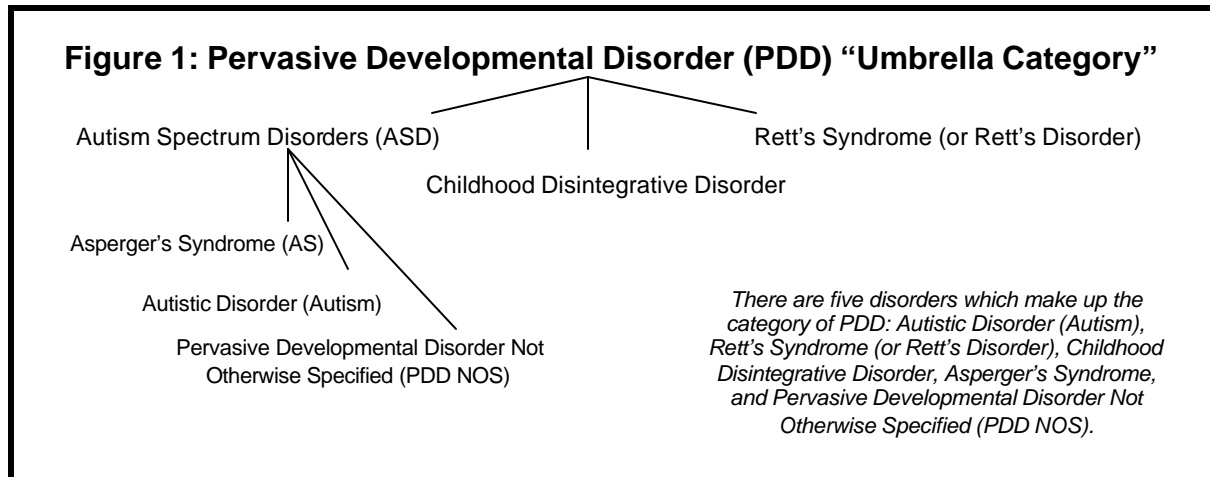 Figure 1: Pervasive Developmental Disorder (PDD) “Umbrella Category”
Autism Spectrum Disorders (ASD)
Rett’s Syndrome (or Rett’s Disorder)
Childhood Disintegrative Disorder
Asperger’s Syndrome (AS)
Autistic Disorder (Autism)
Pervasive Developmental Disorder Not
Otherwise Specified (PDD NOS)
There are five disorders which make up the
category of PDD: Autistic Disorder (Autism),
Rett’s Syndrome (or Rett’s Disorder), Childhood
Disintegrative Disorder, Asperger’s Syndrome,
and Pervasive Developmental Disorder Not
Otherwise Specified (PDD NOS).